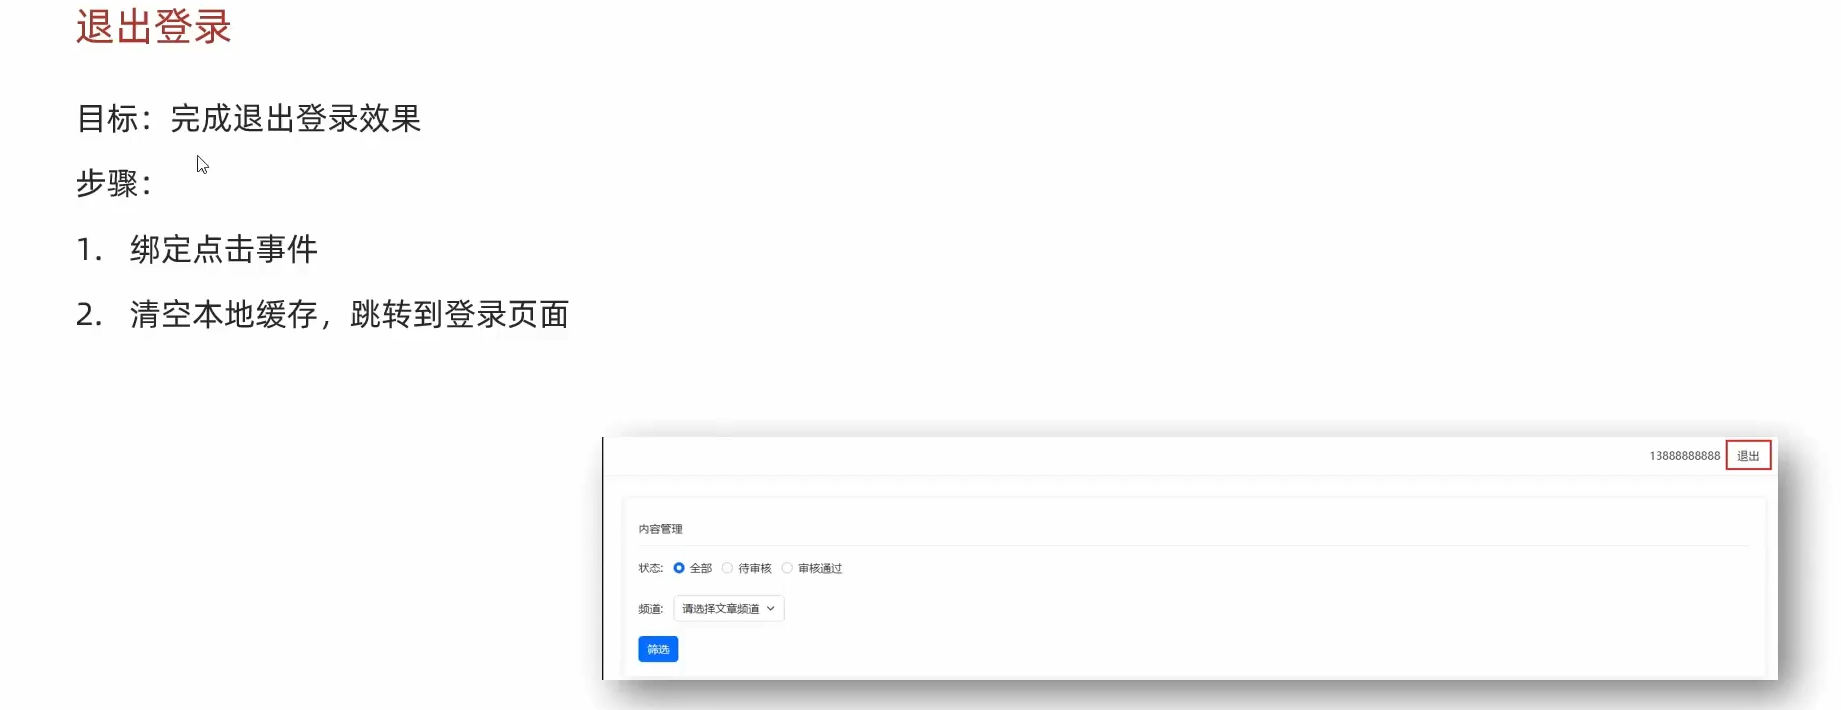 退出登录
目标：完成退出登录效果
步骤：
1. 绑定点击事件
2. 清空本地缓存，跳转到登录页面
13888888888 退出
内容管理
状态: 全部 待审核 审核通过
频道: 请选择文章频道
筛选